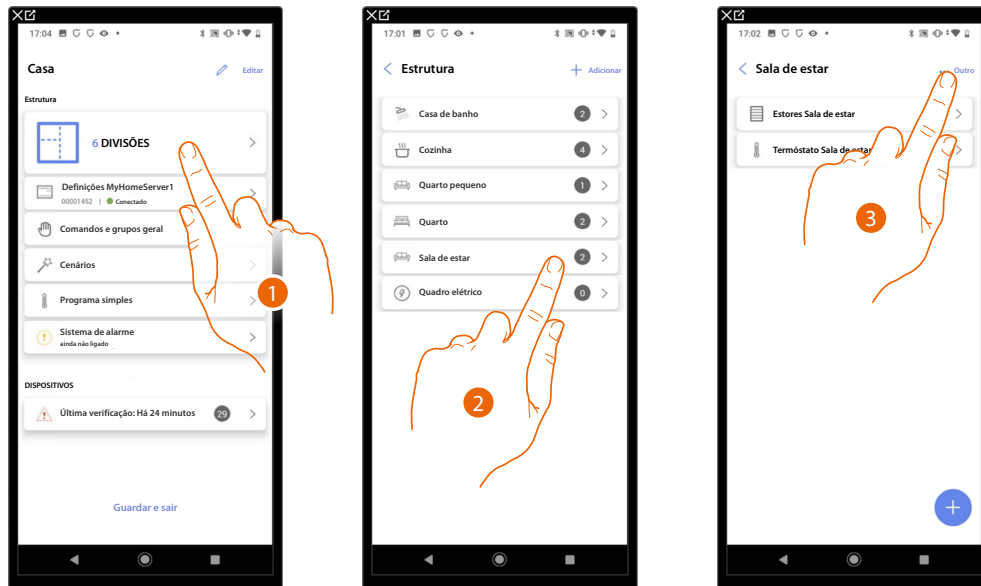 17:04
Casa
Editar
Estrutura
6 DIVISÕES
Definições MyHomeServer1
00001452 | Conectado
Comandos e grupos geral
Cenários
Programa simples
Sistema de alarme
ainda não ligado
DISPOSITIVOS
Última verificação: Há 24 minutos 29
Guardar e sair
1
17:01
Estrutura
Adicionar
Casa de banho 2
Cozinha 4
Quarto pequeno 1
Quarto 2
Sala de estar 2
Quadro elétrico 0
2
17:02
Sala de estar
Outro
Estores Sala de estar
Termóstato Sala de estar
3